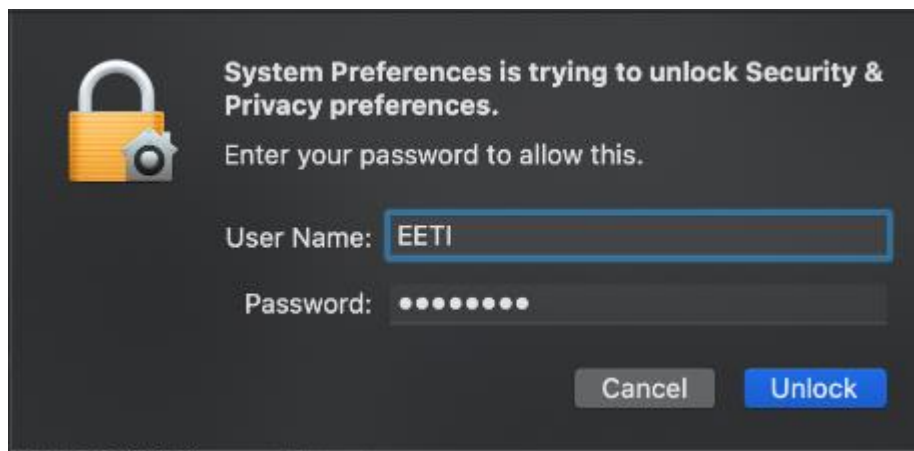 System Preferences is trying to unlock Security &
Privacy preferences.
Enter your password to allow this.
User Name: EETI
Password: ●●●●●●●●
Cancel Unlock